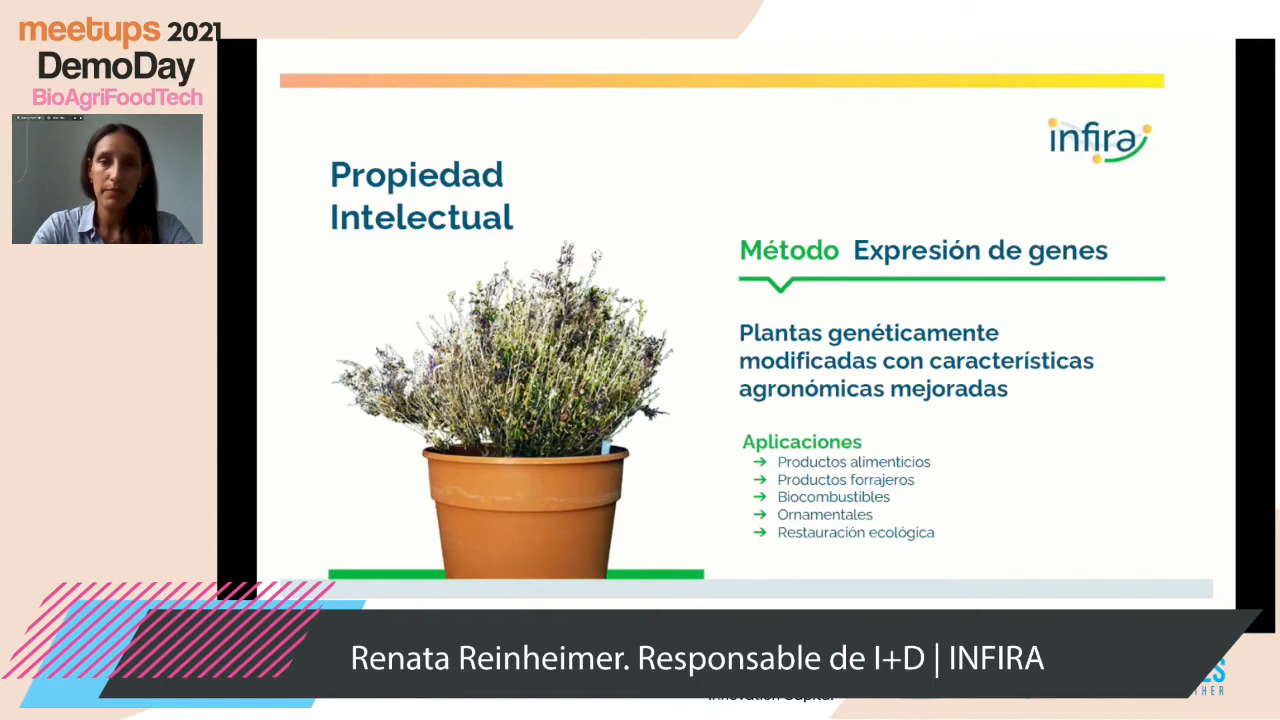 meetups 2021
DemoDay
BioAgriFoodTech
infira
Propiedad
Intelectual
Método Expresión de genes
Plantas genéticamente
modificadas con características
agronómicas mejoradas
Aplicaciones
→ Productos alimenticios
→ Productos forrajeros
→ Biocombustibles
→ Ornamentales
→ Restauración ecológica
Renata Reinheimer. Responsable de I+D | INFIRA